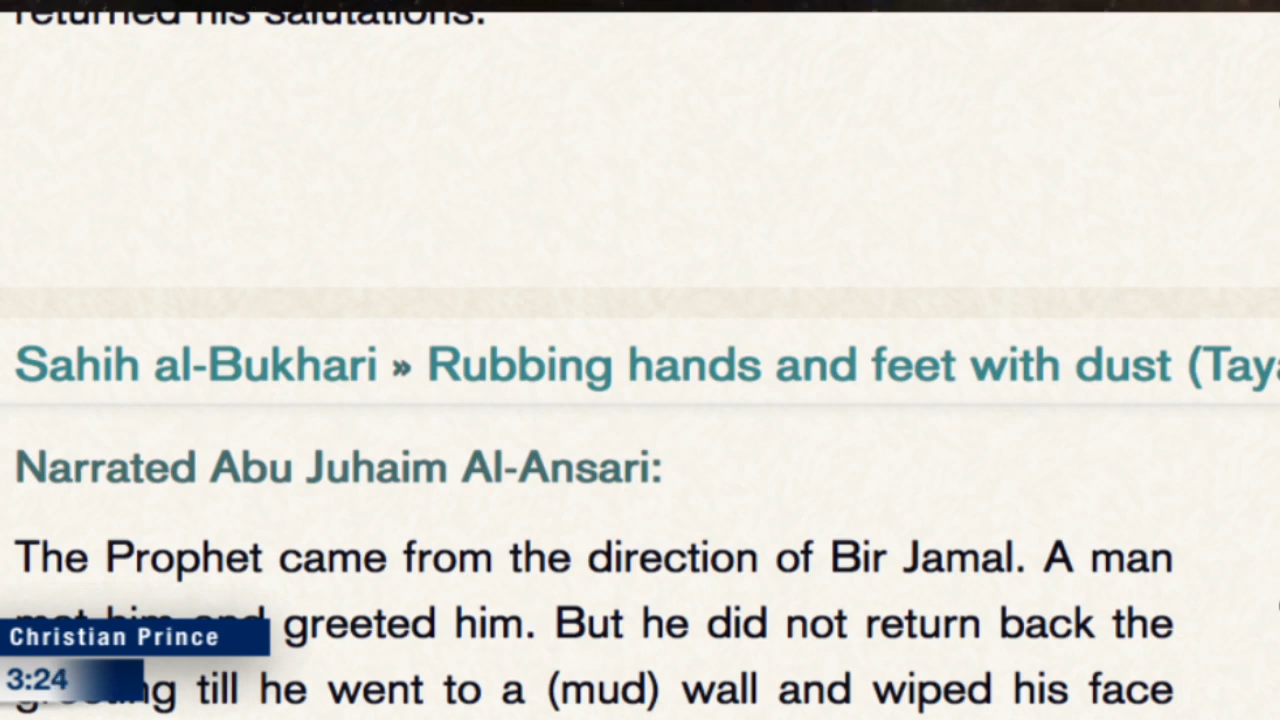 returned his salutations.
Sahih al-Bukhari » Rubbing hands and feet with dust
Narrated Abu Juhaim Al-Ansari:
The Prophet came from the direction of Bir Jamal. A man
greeted him. But he did not return back the
Christian Prince
till he went to a (mud) wall and wiped his face
3:24